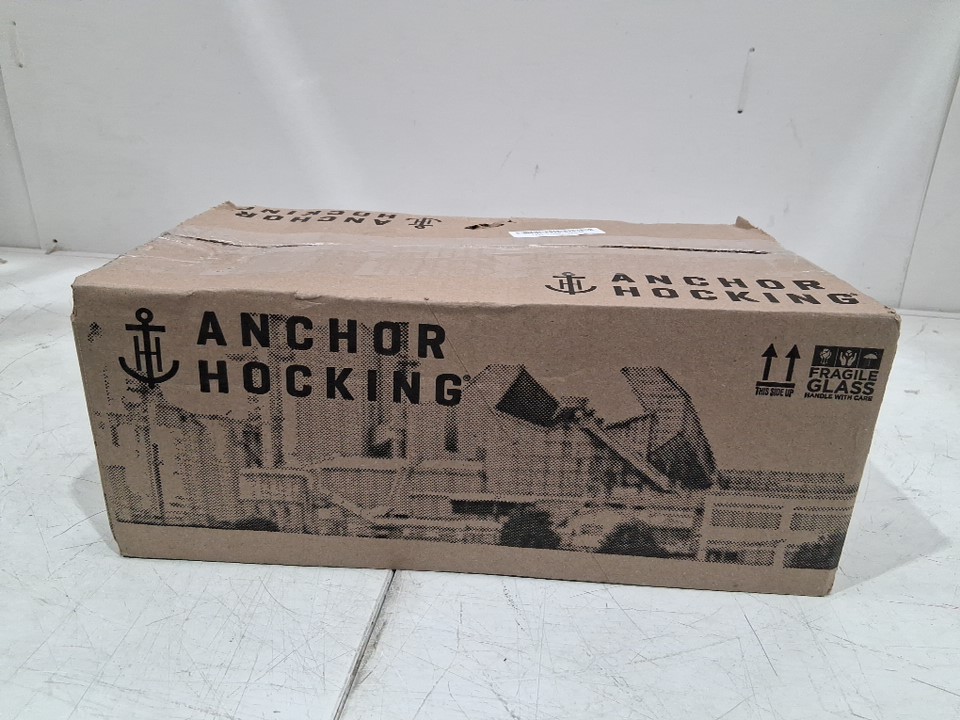 ANCHOR
HOCKING
ANCHOR
HOCKING®
ANCHOR
HOCKING®
THIS SIDE UP
FRAGILE
GLASS
HANDLE WITH CARE